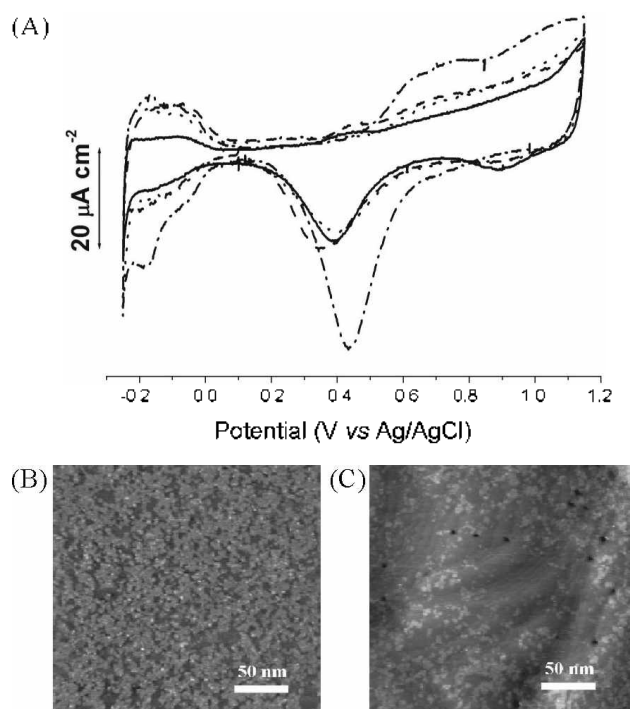 (A)
20 μA cm-2
-0.2 0.0 0.2 0.4 0.6 0.8 1.0 1.2
Potential (V vs Ag/AgCl)
(B) (C)
50 nm 50 nm